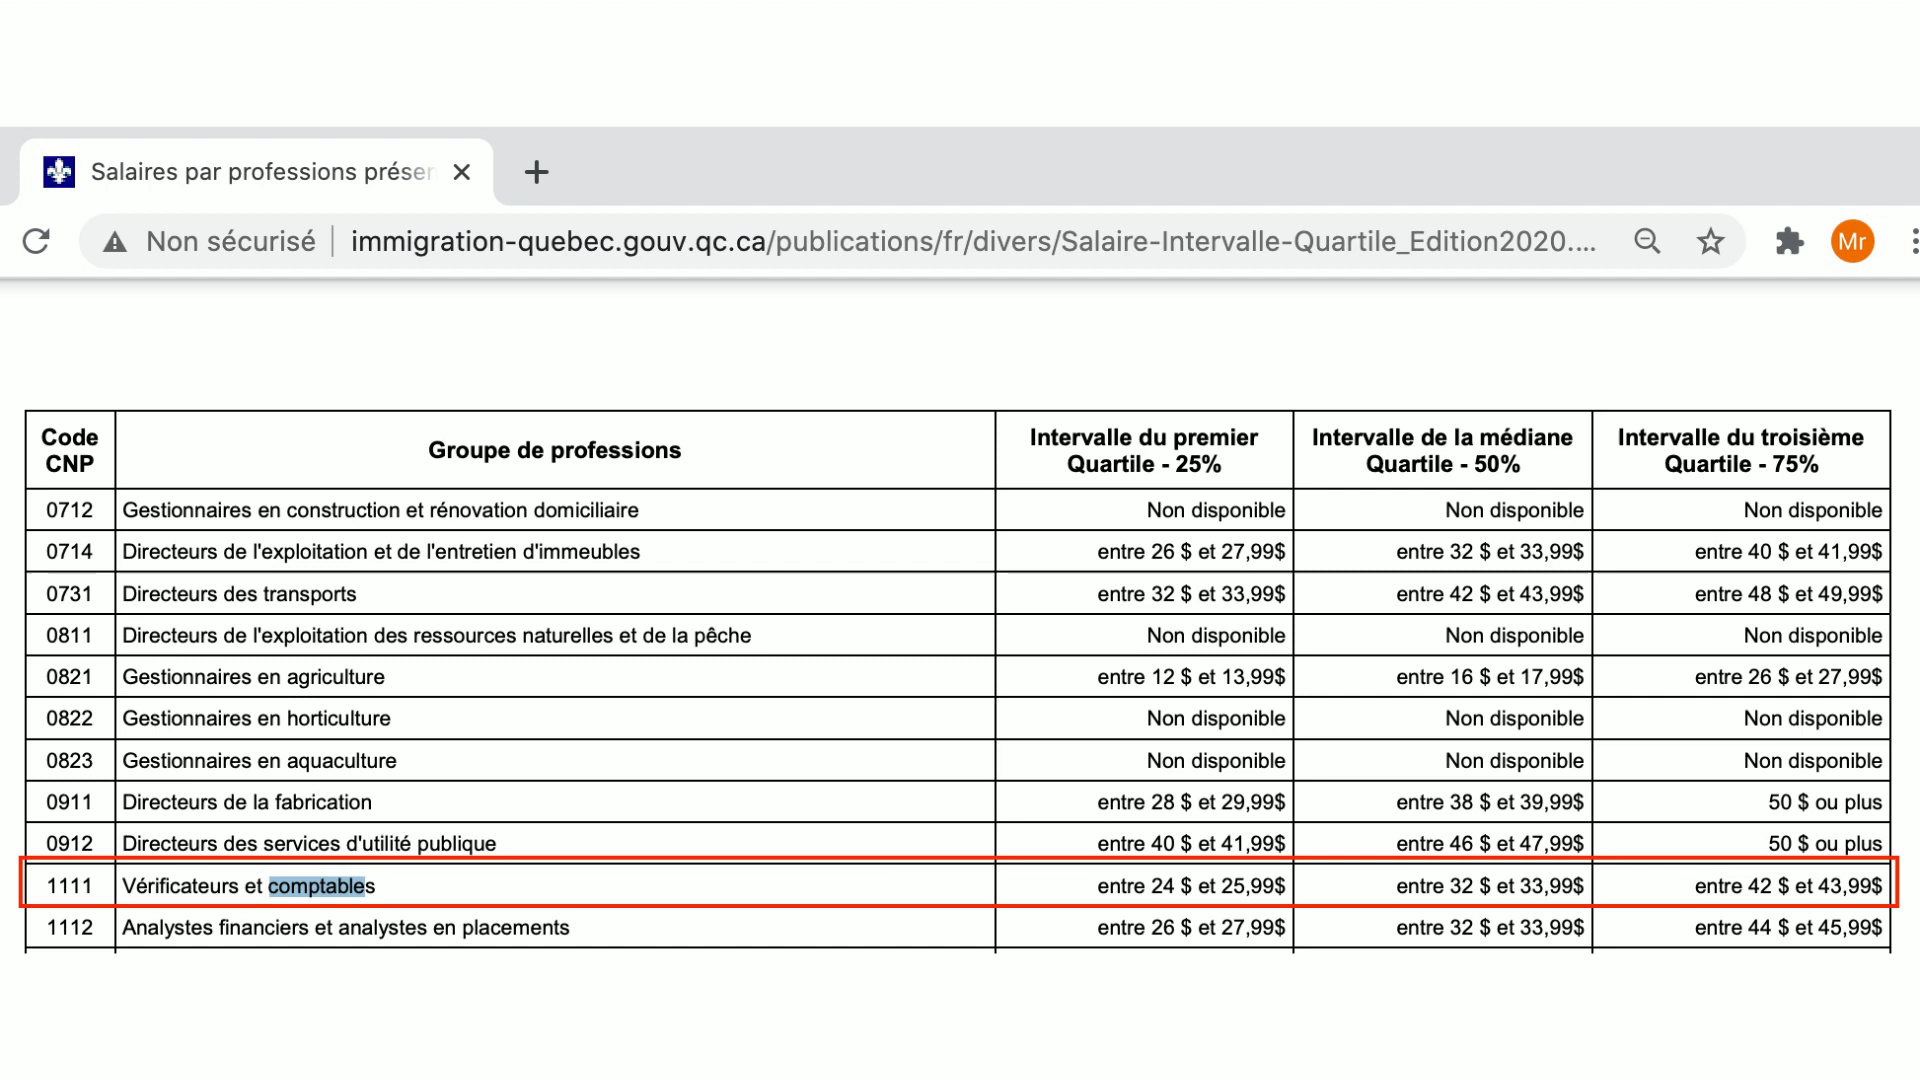 Salaires par professions présen
Non sécurisé immigration-quebec.gouv.qc.ca/publications/fr/divers/Salaire-Intervalle-Quartile_Edition2020.... Mr
Code CNP Groupe de professions Intervalle du premier Quartile - 25% Intervalle de la médiane Quartile - 50% Intervalle du troisième Quartile - 75%
0712 Gestionnaires en construction et rénovation domiciliaire Non disponible Non disponible Non disponible
0714 Directeurs de l'exploitation et de l'entretien d'immeubles entre 26 $ et 27,99$ entre 32 $ et 33,99$ entre 40 $ et 41,99$
0731 Directeurs des transports entre 32 $ et 33,99$ entre 42 $ et 43,99$ entre 48 $ et 49,99$
0811 Directeurs de l'exploitation des ressources naturelles et de la pêche Non disponible Non disponible Non disponible
0821 Gestionnaires en agriculture entre 12 $ et 13,99$ entre 16 $ et 17,99$ entre 26 $ et 27,99$
0822 Gestionnaires en horticulture Non disponible Non disponible Non disponible
0823 Gestionnaires en aquaculture Non disponible Non disponible Non disponible
0911 Directeurs de la fabrication entre 28 $ et 29,99$ entre 38 $ et 39,99$ 50 $ ou plus
0912 Directeurs des services d'utilité publique entre 40 $ et 41,99$ entre 46 $ et 47,99$ 50 $ ou plus
1111 Vérificateurs et comptables entre 24 $ et 25,99$ entre 32 $ et 33,99$ entre 42 $ et 43,99$
1112 Analystes financiers et analystes en placements entre 26 $ et 27,99$ entre 32 $ et 33,99$ entre 44 $ et 45,99$